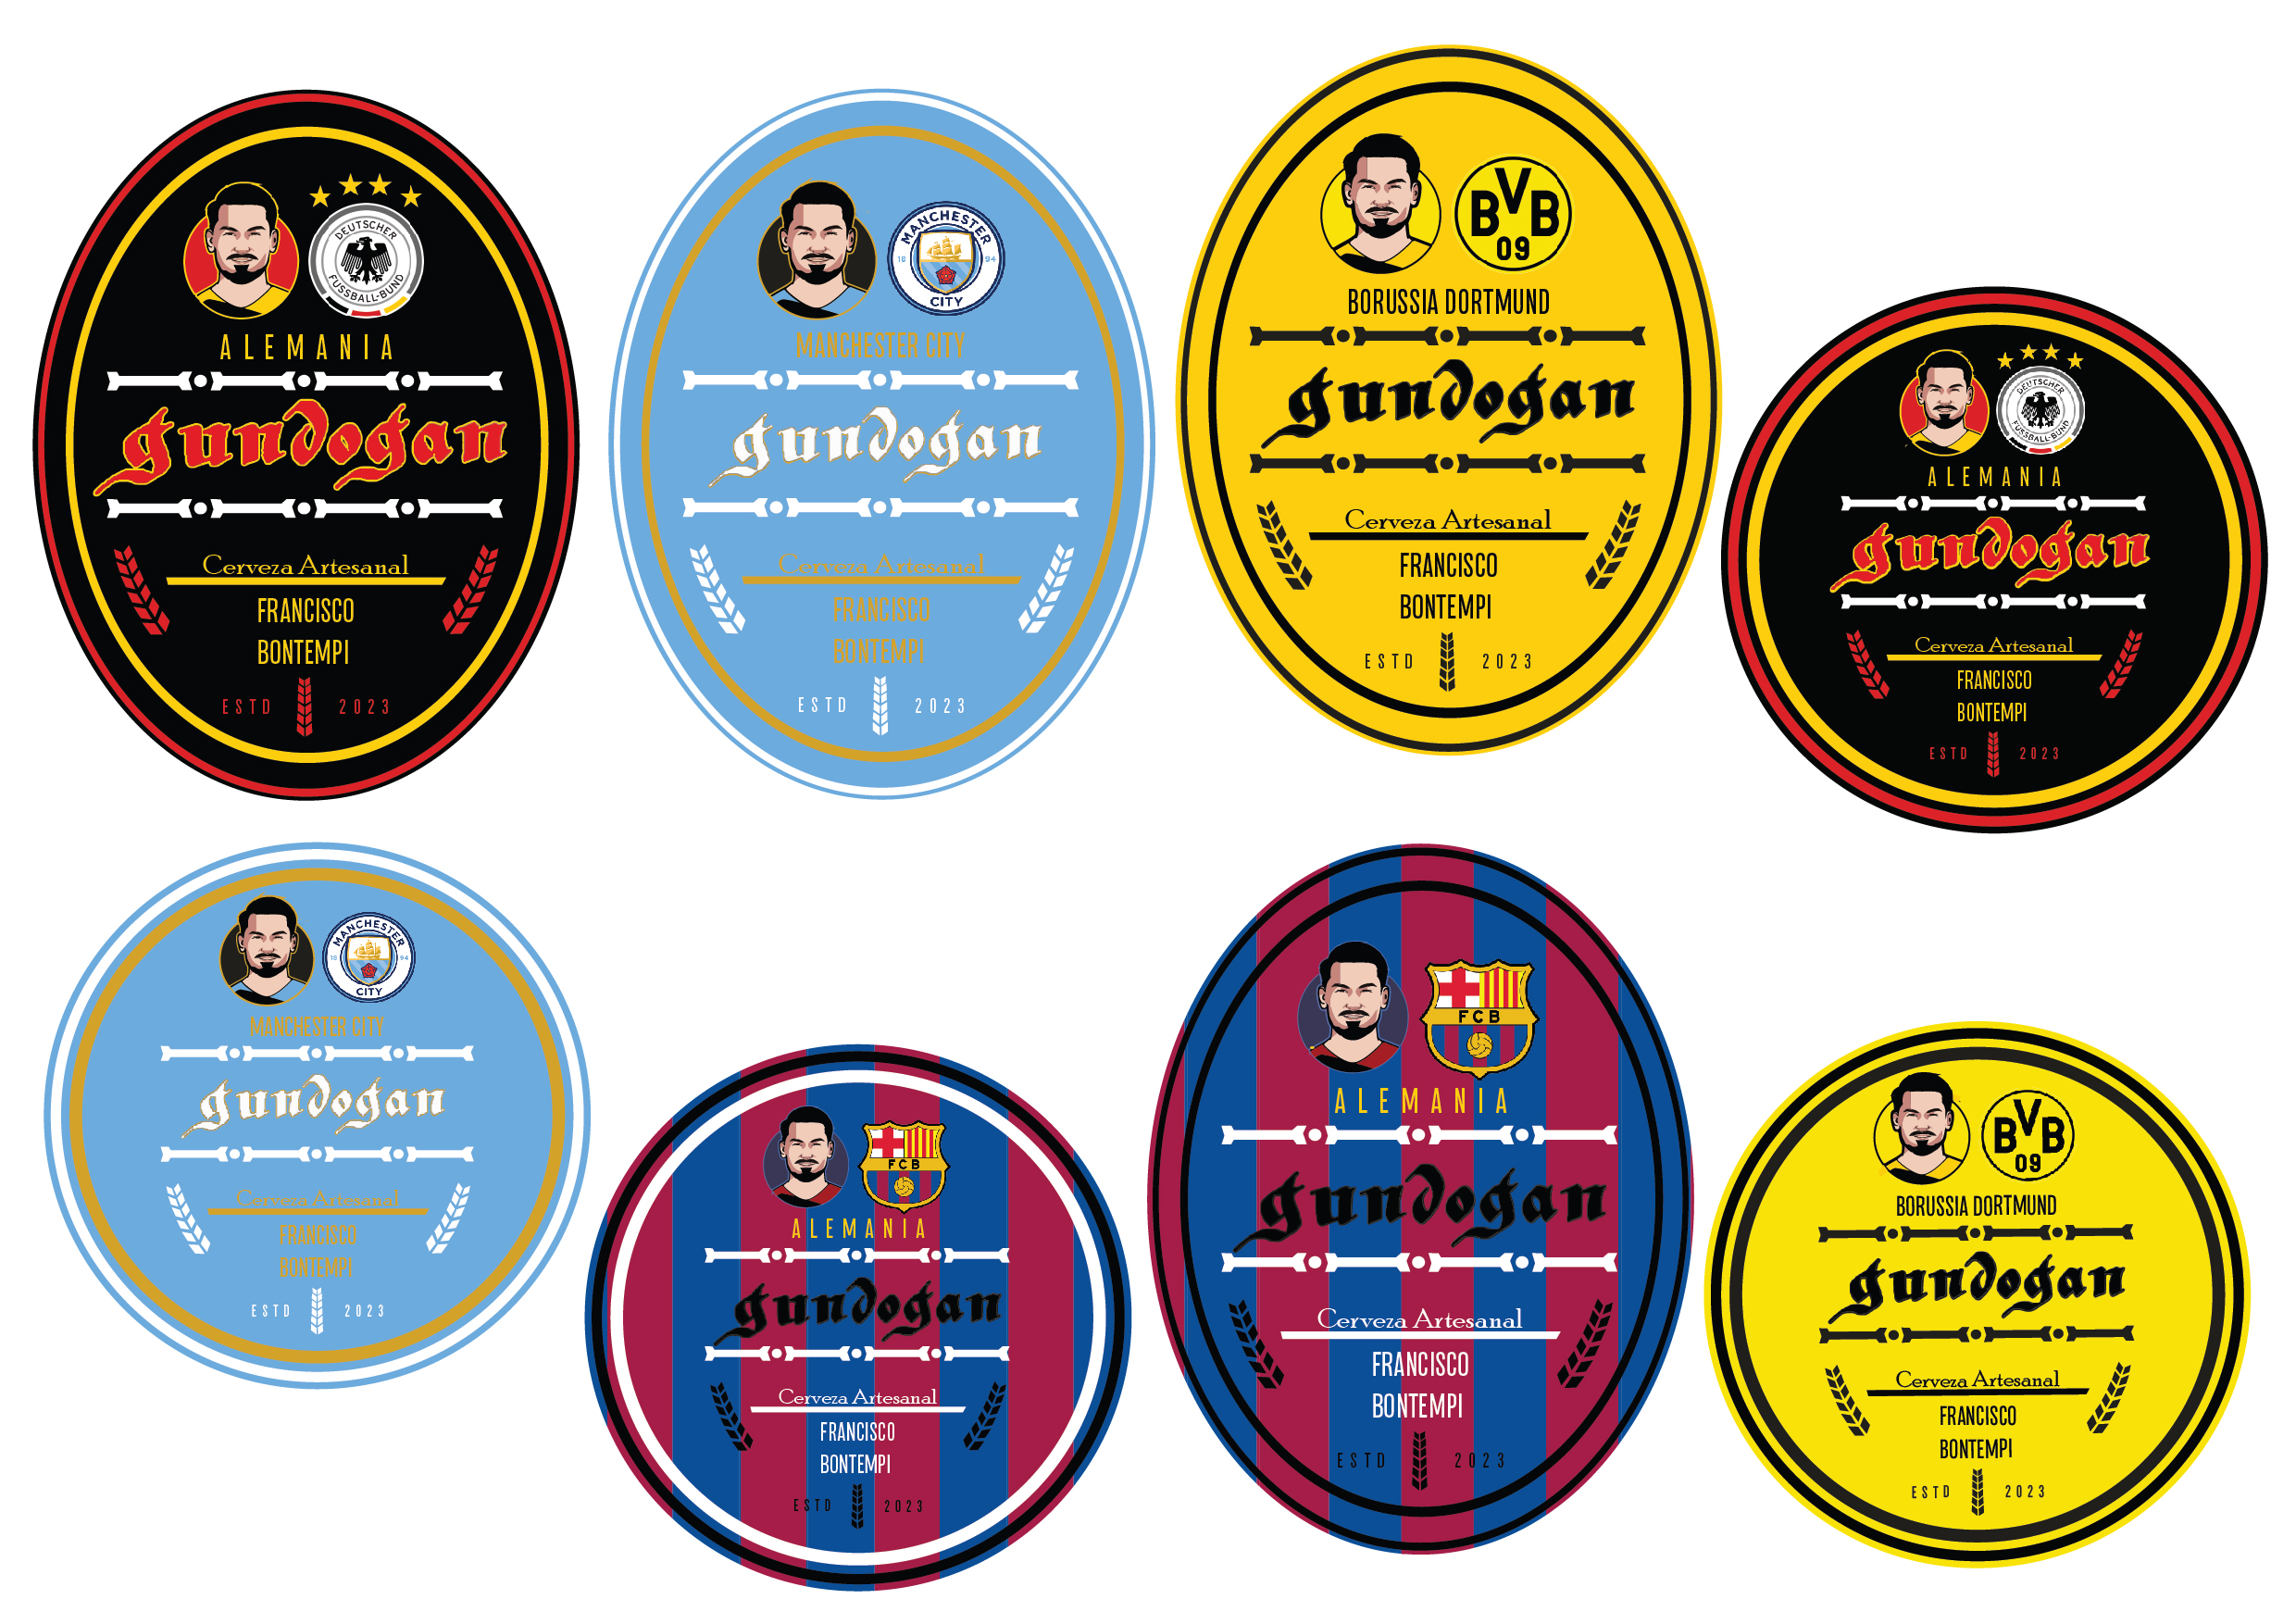 DEUTSCHER
FUSSBALL-BUND
ALEMANIA
gundogan
Cerveza Artesanal
FRANCISCO
BONTEMPI
ESTD 2023
MANCHESTER
18 94
CITY
MANCHESTER CITY
gundogan
Cerveza Artesanal
FRANCISCO
BONTEMPI
ESTD 2023
BVB
09
BORUSSIA DORTMUND
gundogan
Cerveza Artesanal
FRANCISCO
BONTEMPI
ESTD 2023
DEUTSCHER
FUSSBALL-BUND
ALEMANIA
gundogan
Cerveza Artesanal
FRANCISCO
BONTEMPI
ESTD 2023
MANCHESTER
18 94
CITY
MANCHESTER CITY
gundogan
Cerveza Artesanal
FRANCISCO
BONTEMPI
ESTD 2023
FCB
ALEMANIA
gundogan
Cerveza Artesanal
FRANCISCO
BONTEMPI
ESTD 2023
FCB
ALEMANIA
gundogan
Cerveza Artesanal
FRANCISCO
BONTEMPI
ESTD 2023
BVB
09
BORUSSIA DORTMUND
gundogan
Cerveza Artesanal
FRANCISCO
BONTEMPI
ESTD 2023